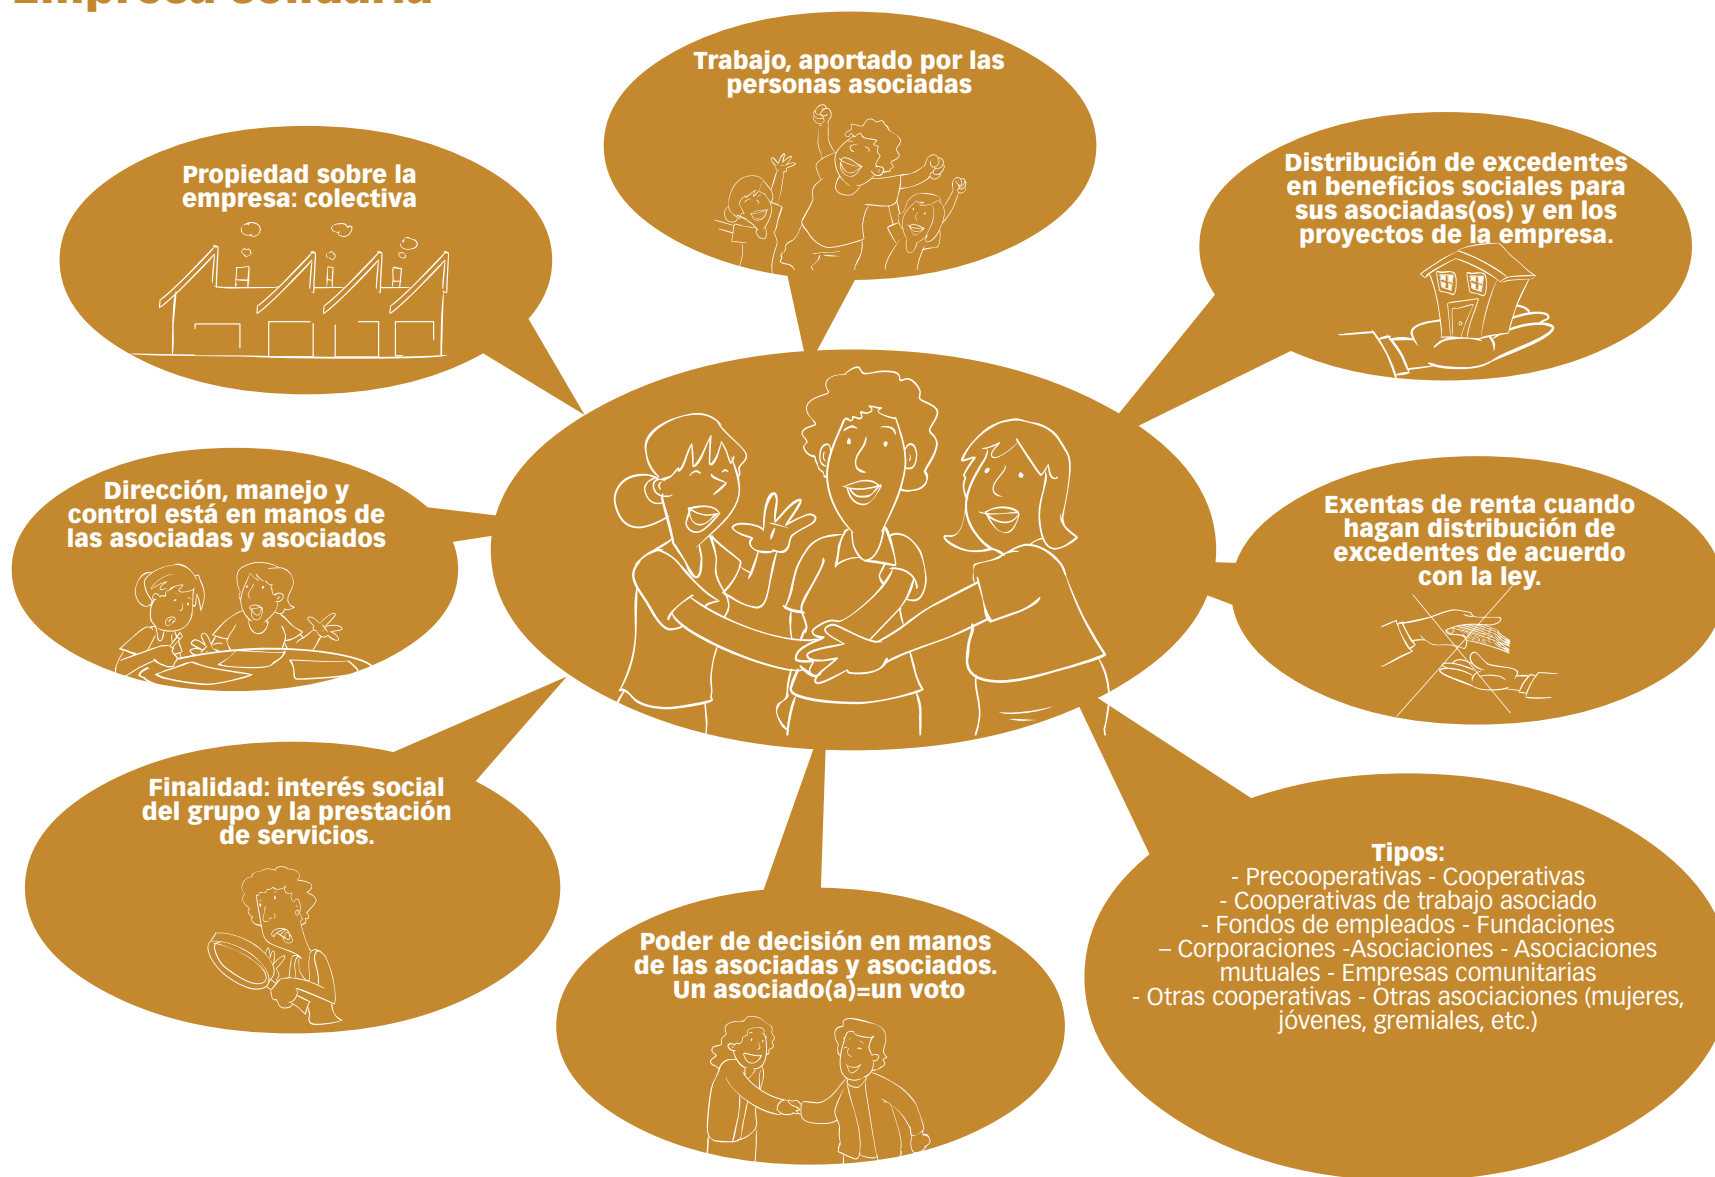 Empresa solidaria
Trabajo, aportado por las
personas asociadas
Propiedad sobre la
empresa: colectiva
Distribución de excedentes
en beneficios sociales para
sus asociadas(os) y en los
proyectos de la empresa.
Dirección, manejo y
control está en manos de
las asociadas y asociados
Exentas de renta cuando
hagan distribución de
excedentes de acuerdo
con la ley.
Finalidad: interés social
del grupo y la prestación
de servicios.
Poder de decisión en manos
de las asociadas y asociados.
Un asociado(a)=un voto
Tipos:
- Precooperativas - Cooperativas
- Cooperativas de trabajo asociado
- Fondos de empleados - Fundaciones
– Corporaciones -Asociaciones - Asociaciones
mutuales - Empresas comunitarias
- Otras cooperativas - Otras asociaciones (mujeres,
jóvenes, gremiales, etc.)